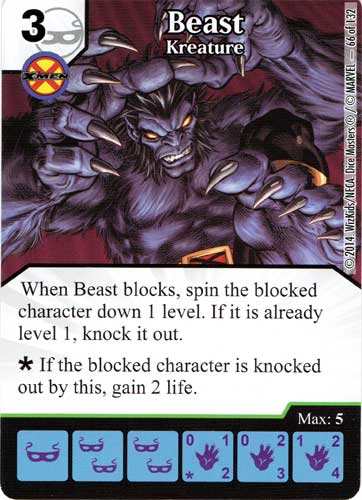 3
Beast
Kreature
X-MEN
© 2014 WizKids/NECA. Dice Masters © / © MARVEL — 66 of 132
When Beast blocks, spin the blocked
character down 1 level. If it is already
level 1, knock it out.
* If the blocked character is knocked
out by this, gain 2 life.
Max: 5
0 1
* 2
0 2
3
1 2
4